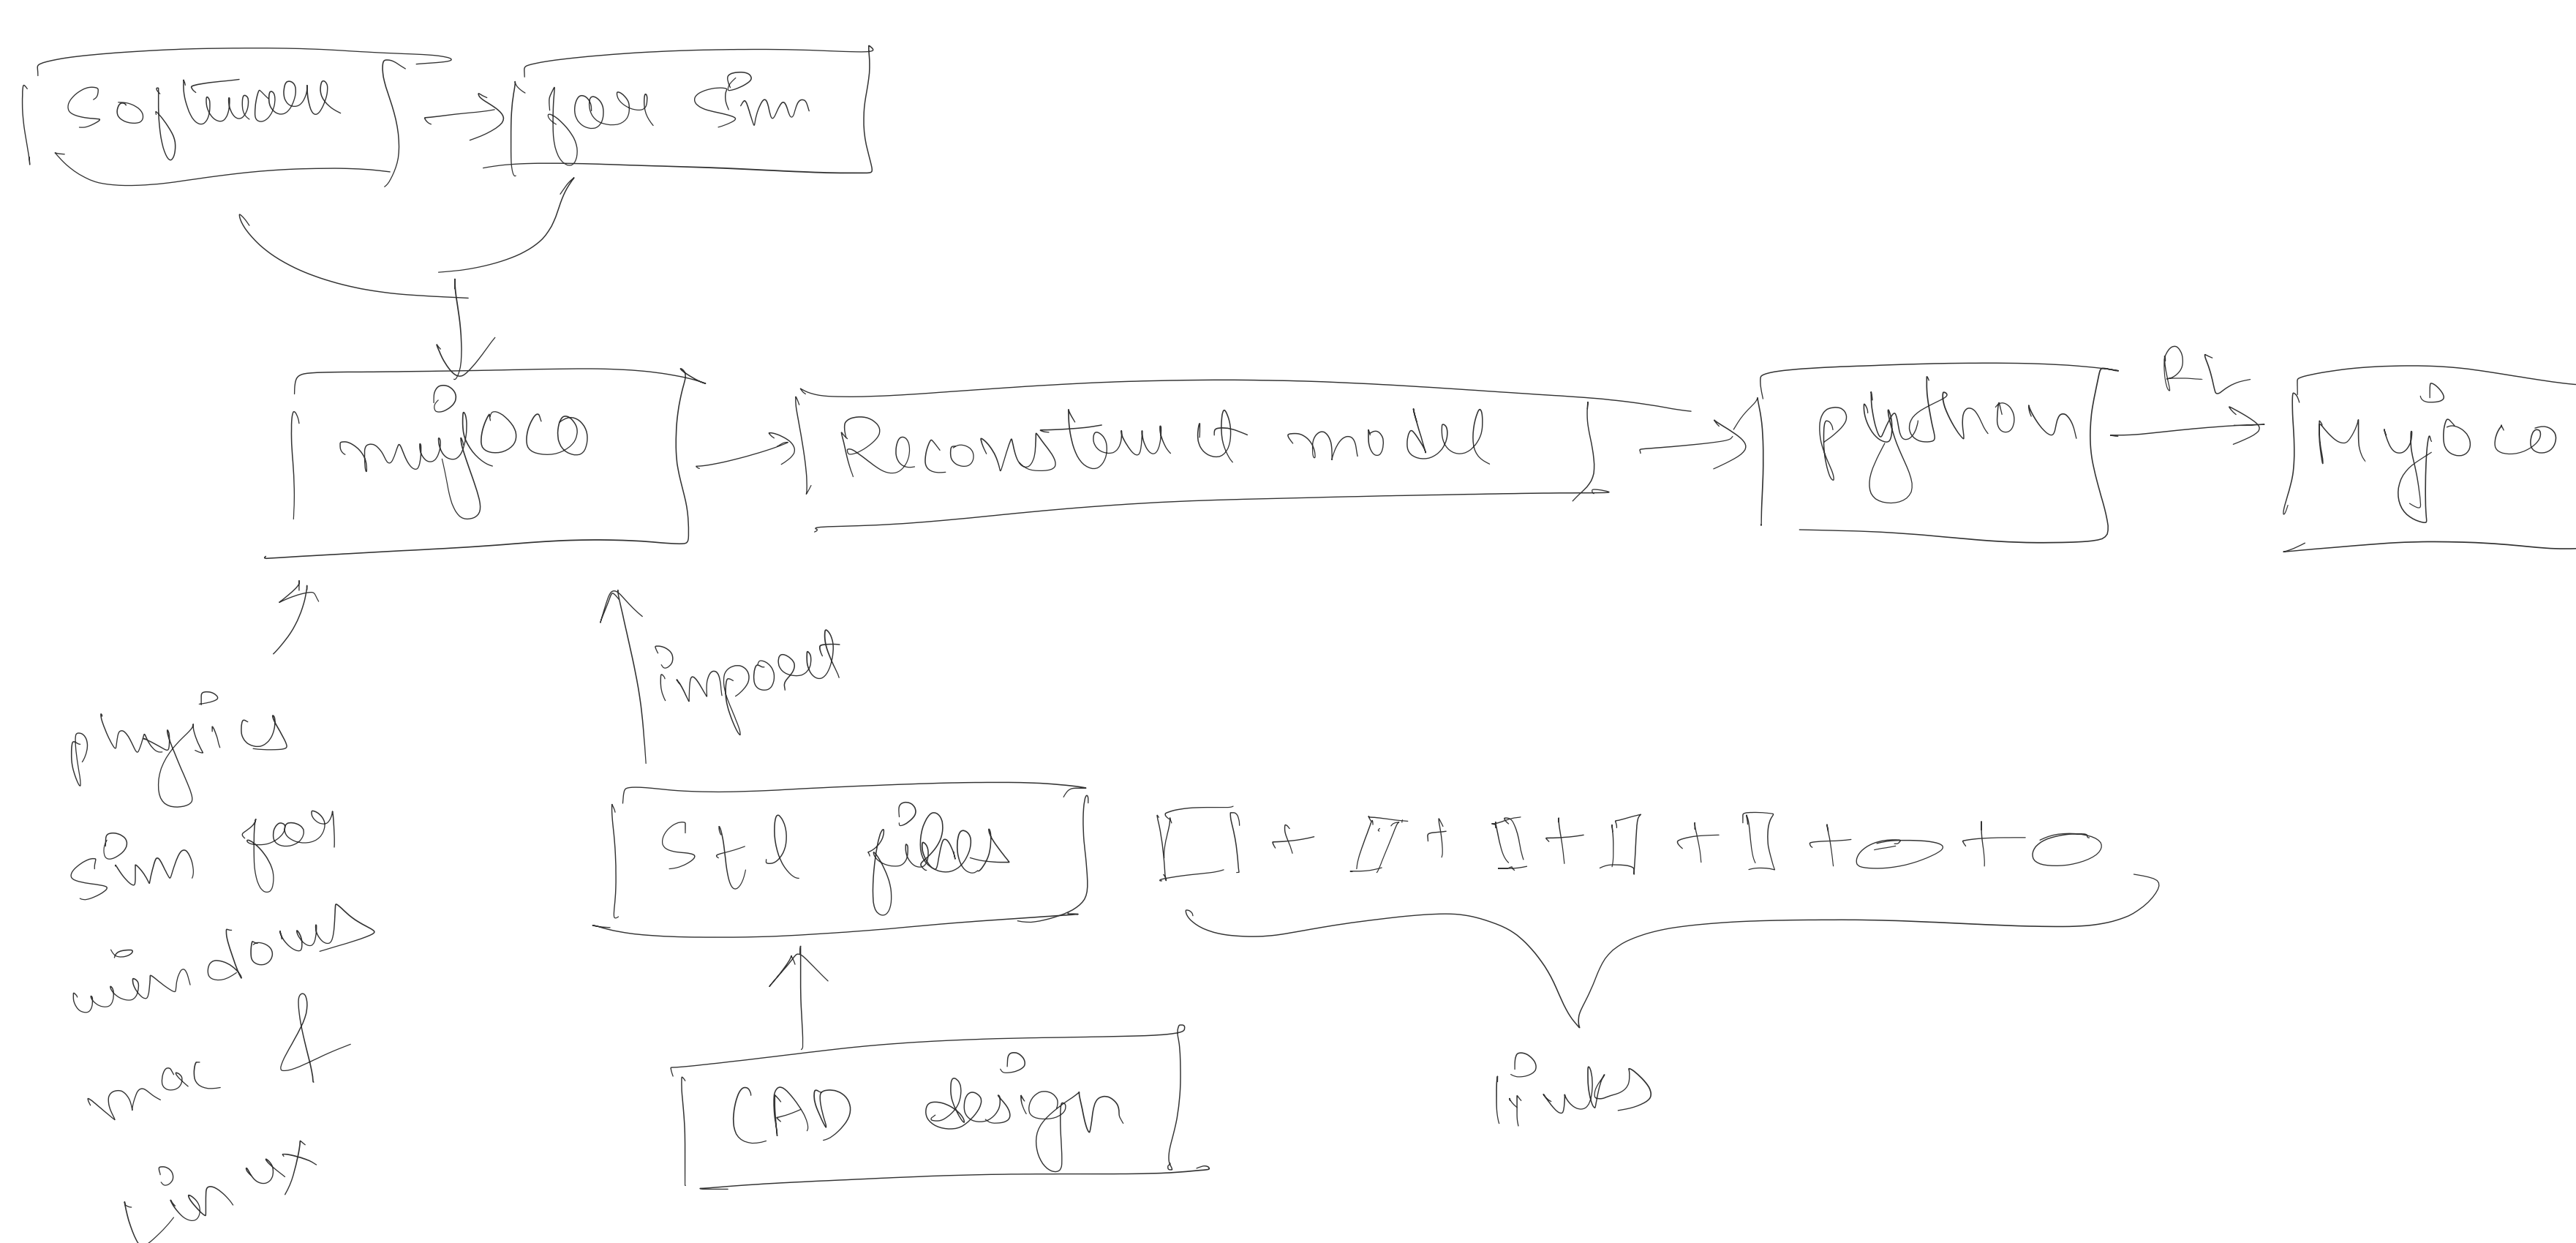 Software
for sim
mujoco
Reconstruct model
python
RL
Mujoco
import
physics
sim for
windows
mac &
Linux
Stl files
+ + + + + +
links
CAD design